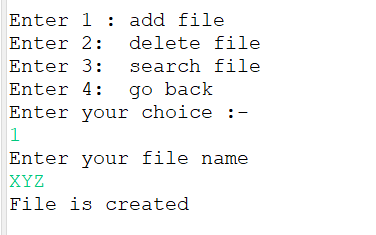 Enter 1 : add file
Enter 2:  delete file
Enter 3:  search file
Enter 4:  go back
Enter your choice :-
1
Enter your file name
XYZ
File is created